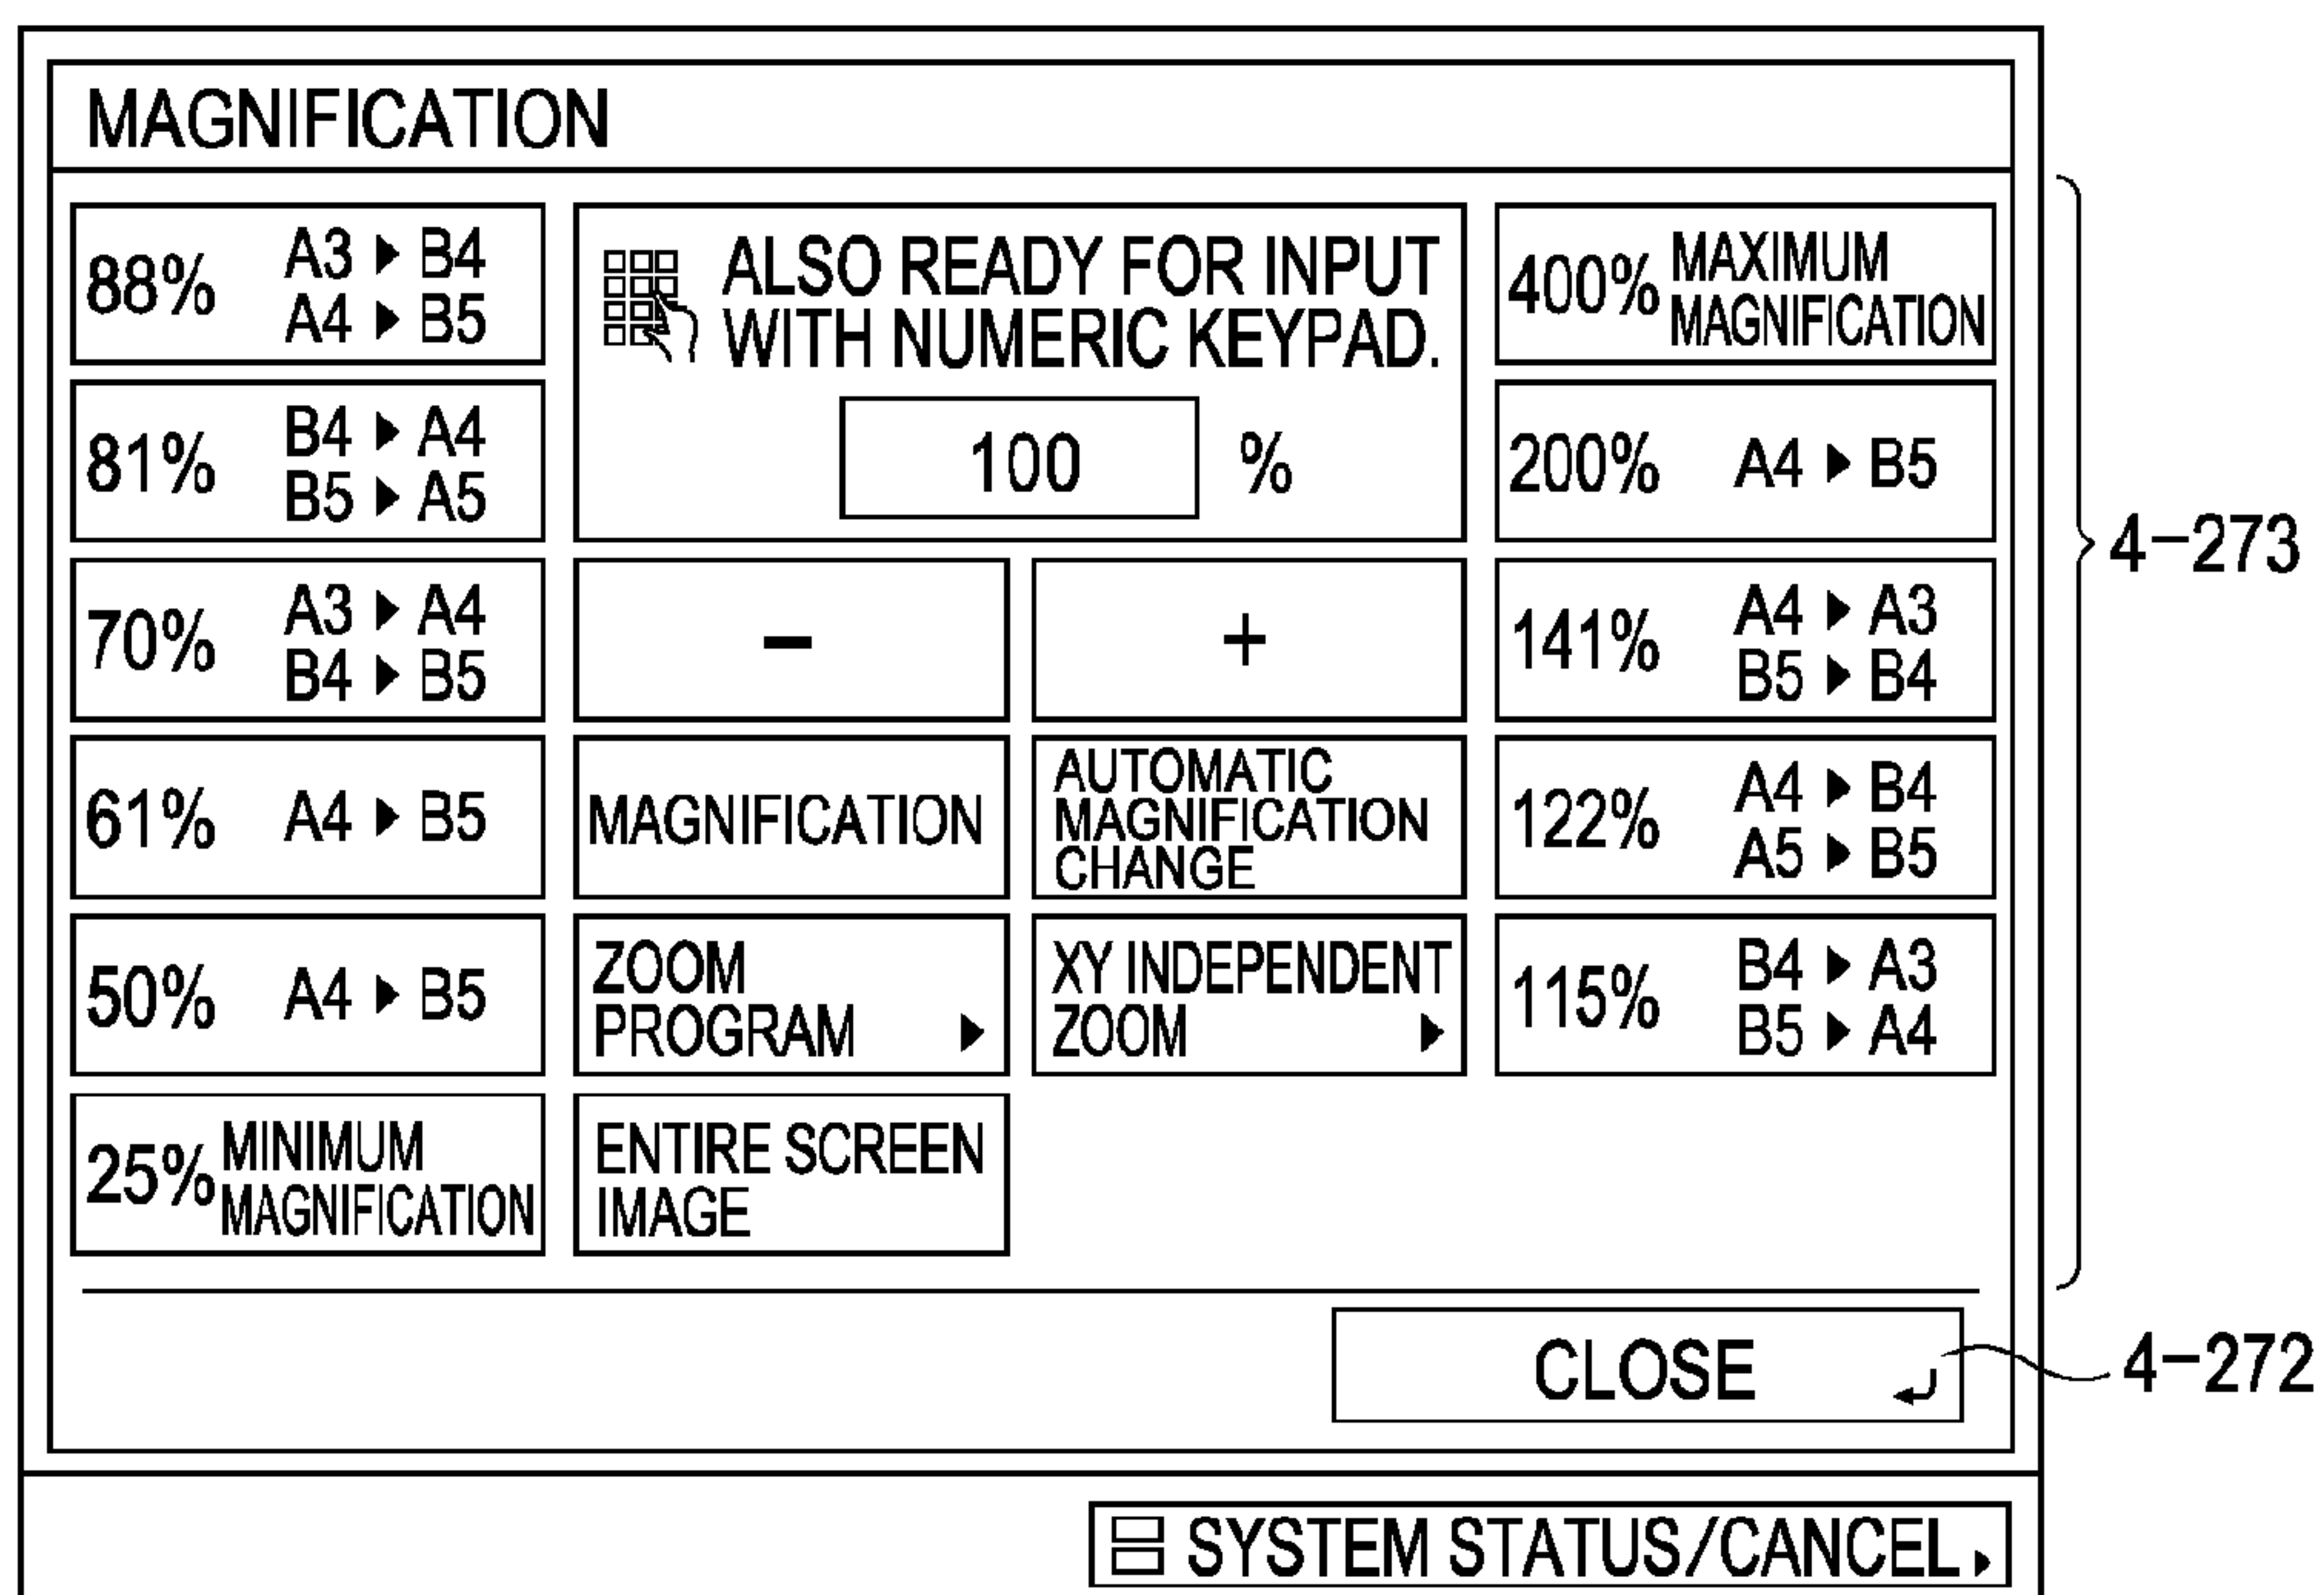 MAGNIFICATION
88% A3 ▶ B4
A4 ▶ B5
81% B4 ▶ A4
B5 ▶ A5
70% A3 ▶ A4
B4 ▶ B5
61% A4 ▶ B5
50% A4 ▶ B5
25% MINIMUM
MAGNIFICATION
ALSO READY FOR INPUT
WITH NUMERIC KEYPAD.
100 %
−
+
MAGNIFICATION
AUTOMATIC
MAGNIFICATION
CHANGE
ZOOM
PROGRAM ▶
XY INDEPENDENT
ZOOM ▶
ENTIRE SCREEN
IMAGE
400% MAXIMUM
MAGNIFICATION
200% A4 ▶ B5
141% A4 ▶ A3
B5 ▶ B4
122% A4 ▶ B4
A5 ▶ B5
115% B4 ▶ A3
B5 ▶ A4
4-273
CLOSE
4-272
SYSTEM STATUS/CANCEL ▶